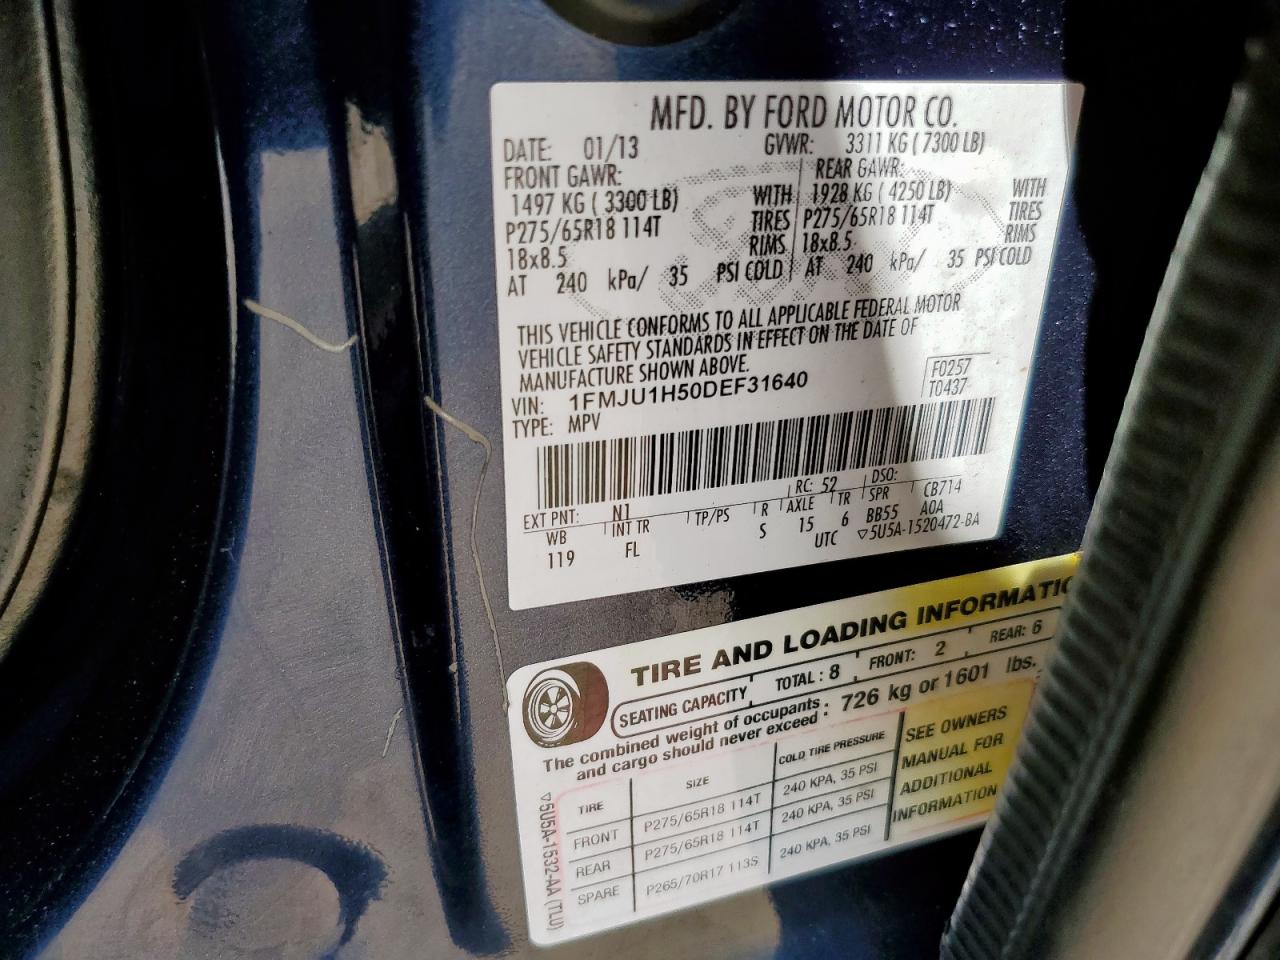 MFD. BY FORD MOTOR CO.
DATE: 01/13 GVWR: 3311 KG ( 7300 LB)
FRONT GAWR: REAR GAWR:
1497 KG ( 3300 LB) WITH 1928 KG ( 4250 LB) WITH
P275/65R18 114T TIRES P275/65R18 114T TIRES
18x8.5 RIMS 18x8.5 RIMS
AT 240 kPa/ 35 PSI COLD AT 240 kPa/ 35 PSI COLD
THIS VEHICLE CONFORMS TO ALL APPLICABLE FEDERAL MOTOR
VEHICLE SAFETY STANDARDS IN EFFECT ON THE DATE OF
MANUFACTURE SHOWN ABOVE.
F0257
T0437
VIN: 1FMJU1H50DEF31640
TYPE: MPV
EXT PNT: N1 RC: 52 DSO:
WB INT TR TP/PS R AXLE TR SPR CB714
119 FL S 15 6 BB55 A0A
UTC ▽5U5A-1520472-BA
TIRE AND LOADING INFORMATIO
SEATING CAPACITY TOTAL : 8 FRONT: 2 REAR: 6
The combined weight of occupants
and cargo should never exceed : 726 kg or 1601 lbs.
TIRE SIZE COLD TIRE PRESSURE
FRONT P275/65R18 114T 240 KPA, 35 PSI
REAR P275/65R18 114T 240 KPA, 35 PSI
SPARE P265/70R17 113S 240 KPA, 35 PSI
SEE OWNERS
MANUAL FOR
ADDITIONAL
INFORMATION
▽5U5A-1532-AA (TLU)